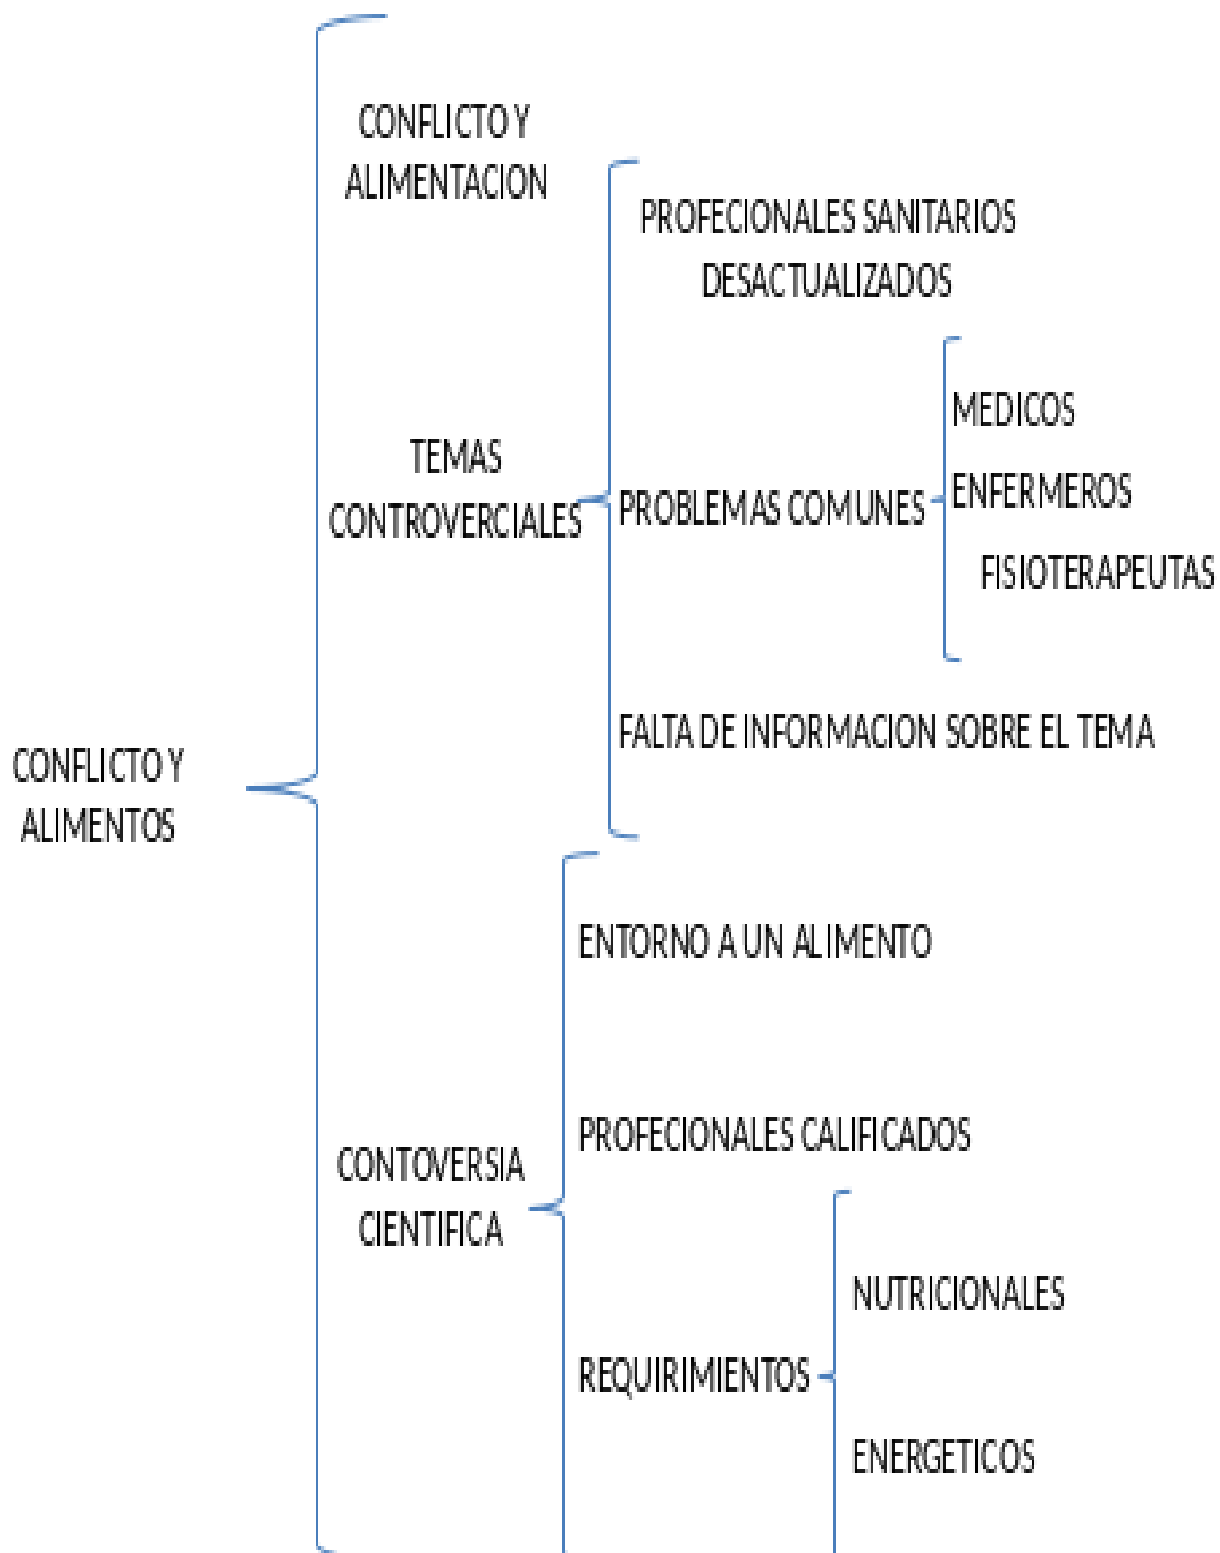 CONFLICTO Y
ALIMENTOS
CONFLICTO Y
ALIMENTACION
TEMAS
CONTROVERCIALES
PROFECIONALES SANITARIOS
DESACTUALIZADOS
PROBLEMAS COMUNES
MEDICOS
ENFERMEROS
FISIOTERAPEUTAS
FALTA DE INFORMACION SOBRE EL TEMA
CONTOVERSIA
CIENTIFICA
ENTORNO A UN ALIMENTO
PROFECIONALES CALIFICADOS
REQUIRIMIENTOS
NUTRICIONALES
ENERGETICOS